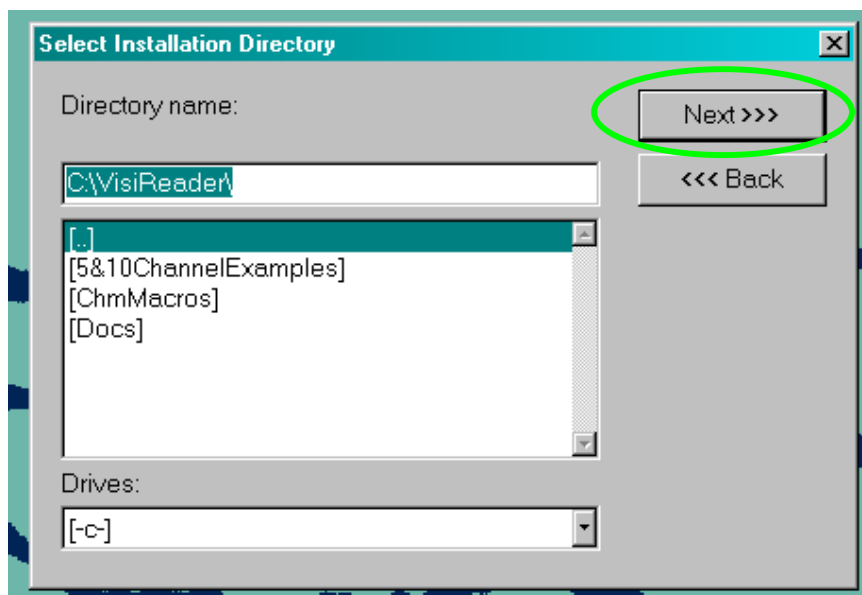 Select Installation Directory
Directory name:
Next >>>
C:\VisiReader\
<<< Back
[..]
[5&10ChannelExamples]
[ChmMacros]
[Docs]
Drives:
[-c-]